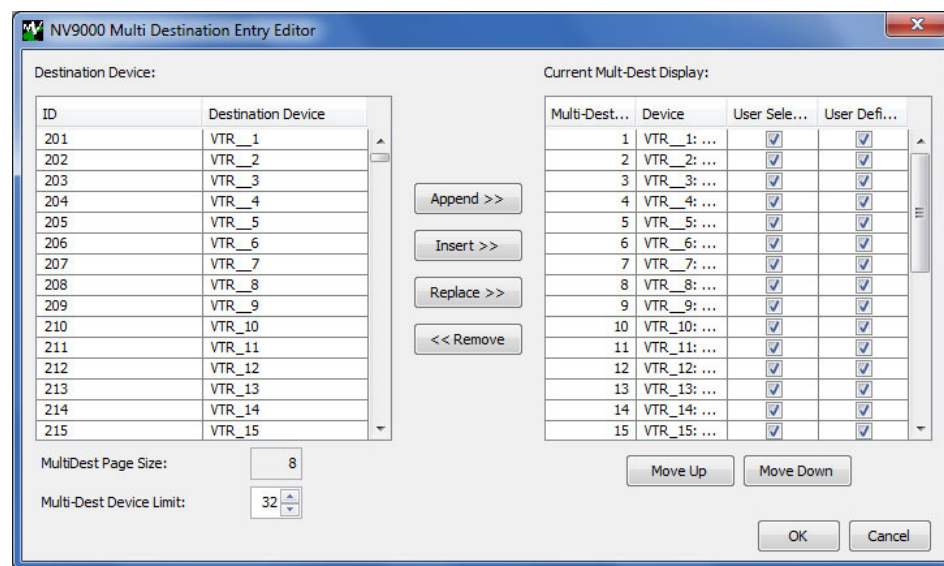 NV9000 Multi Destination Entry Editor
Destination Device:
ID Destination Device
201 VTR__1
202 VTR__2
203 VTR__3
204 VTR__4
205 VTR__5
206 VTR__6
207 VTR__7
208 VTR__8
209 VTR__9
210 VTR_10
211 VTR_11
212 VTR_12
213 VTR_13
214 VTR_14
215 VTR_15
MultiDest Page Size: 8
Multi-Dest Device Limit: 32
Append >>
Insert >>
Replace >>
<< Remove
Current Mult-Dest Display:
Multi-Dest... Device User Sele... User Defi...
1 VTR__1: ...
2 VTR__2: ...
3 VTR__3: ...
4 VTR__4: ...
5 VTR__5: ...
6 VTR__6: ...
7 VTR__7: ...
8 VTR__8: ...
9 VTR__9: ...
10 VTR_10: ...
11 VTR_11: ...
12 VTR_12: ...
13 VTR_13: ...
14 VTR_14: ...
15 VTR_15: ...
Move Up Move Down
OK Cancel